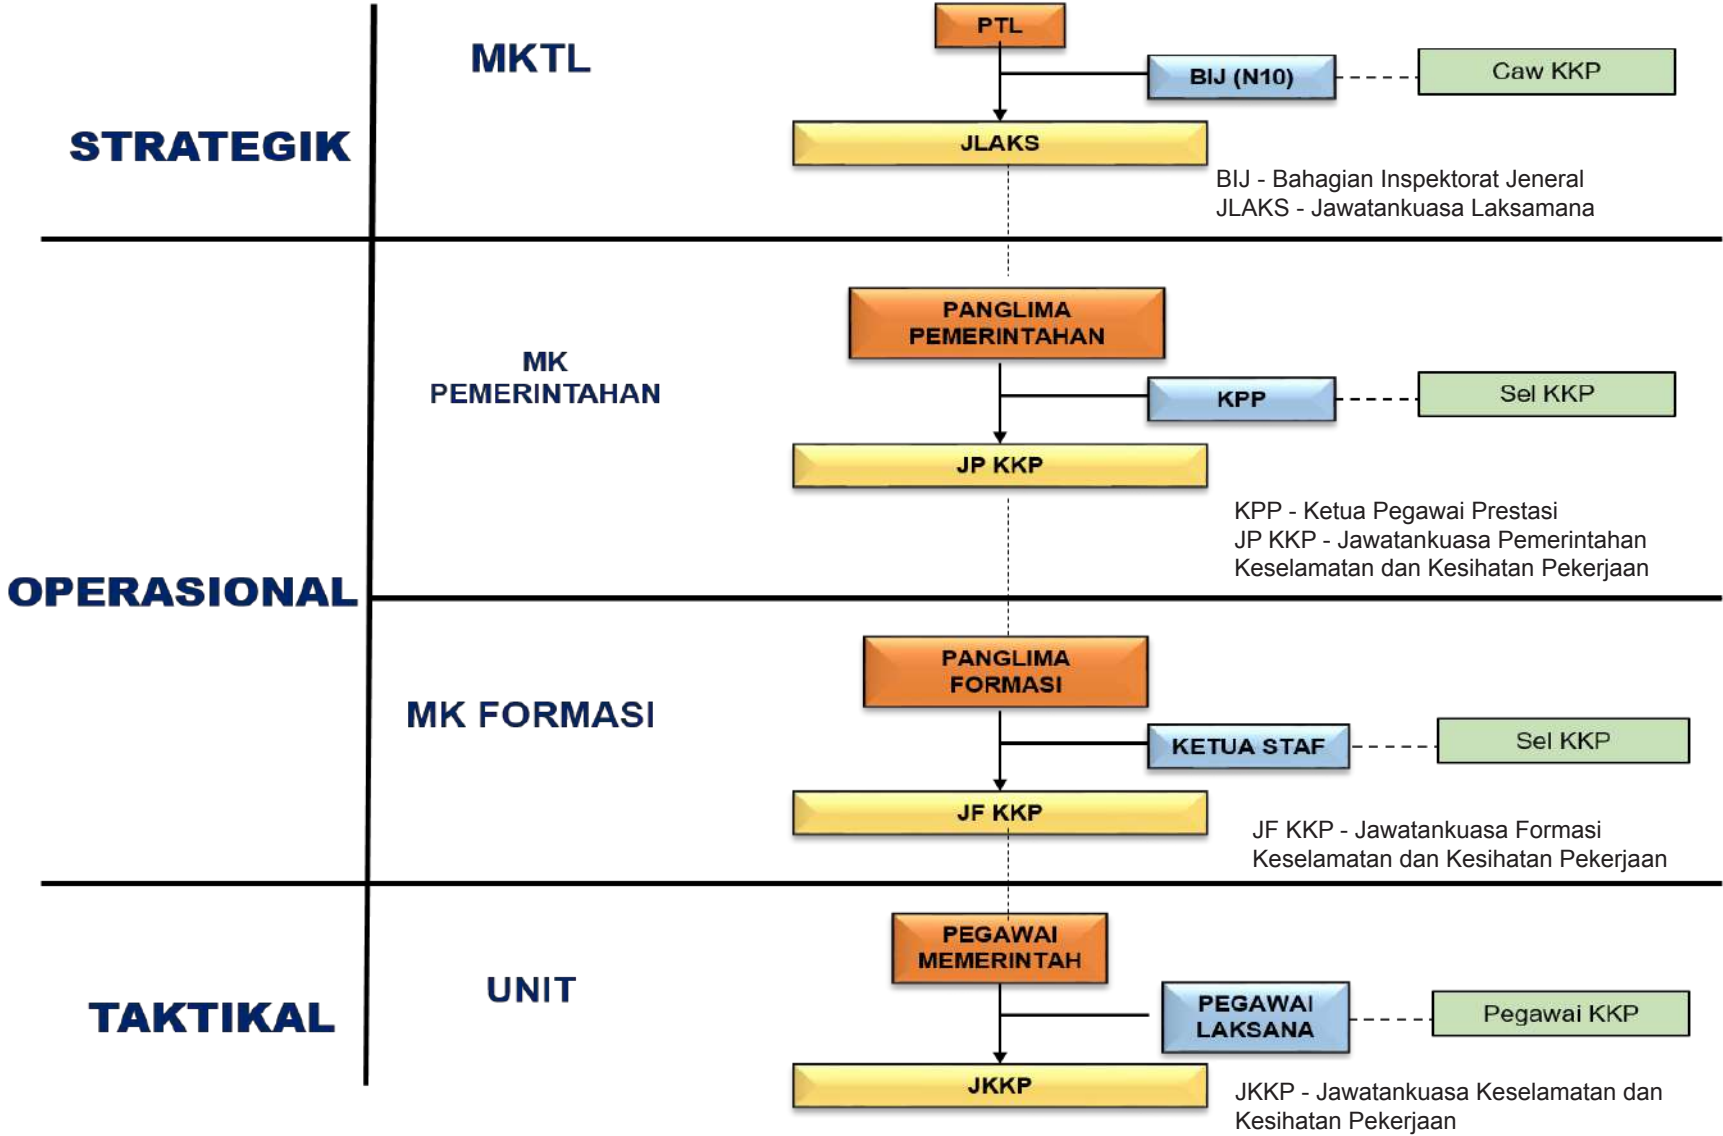 MKTL
PTL
BIJ (N10)
Caw KKP
STRATEGIK
JLAKS
BIJ - Bahagian Inspektorat Jeneral
JLAKS - Jawatankuasa Laksamana
PANGLIMA
PEMERINTAHAN
MK
PEMERINTAHAN
KPP
Sel KKP
JP KKP
KPP - Ketua Pegawai Prestasi
JP KKP - Jawatankuasa Pemerintahan
Keselamatan dan Kesihatan Pekerjaan
OPERASIONAL
PANGLIMA
FORMASI
MK FORMASI
KETUA STAF
Sel KKP
JF KKP
JF KKP - Jawatankuasa Formasi
Keselamatan dan Kesihatan Pekerjaan
PEGAWAI
MEMERINTAH
UNIT
TAKTIKAL
PEGAWAI
LAKSANA
Pegawai KKP
JKKP
JKKP - Jawatankuasa Keselamatan dan
Kesihatan Pekerjaan